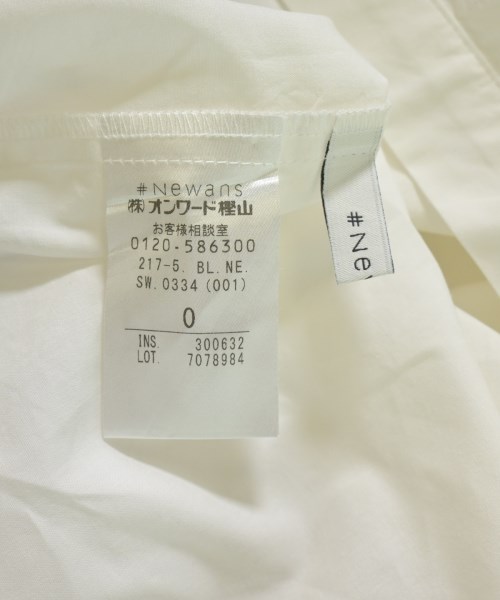 #Newans
㈱オンワード樫山
お客様相談室
0120-586300
217-5. BL.NE.
SW.0334(001)
0
INS. 300632
LOT. 7078984
#Ne